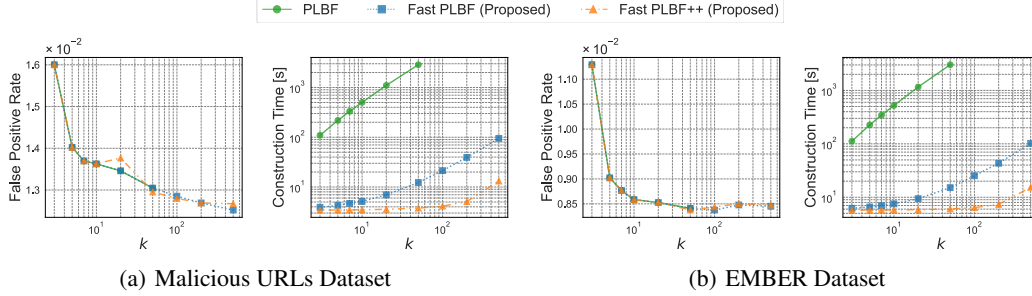 PLBF Fast PLBF (Proposed) Fast PLBF++ (Proposed)
× 10⁻²
1.6
1.5
1.4
1.3
False Positive Rate
10¹ 10²
k
10³
10²
10¹
Construction Time [s]
10¹ 10²
k
× 10⁻²
1.10
1.05
1.00
0.95
0.90
0.85
False Positive Rate
10¹ 10²
k
10³
10²
10¹
Construction Time [s]
10¹ 10²
k
(a) Malicious URLs Dataset
(b) EMBER Dataset